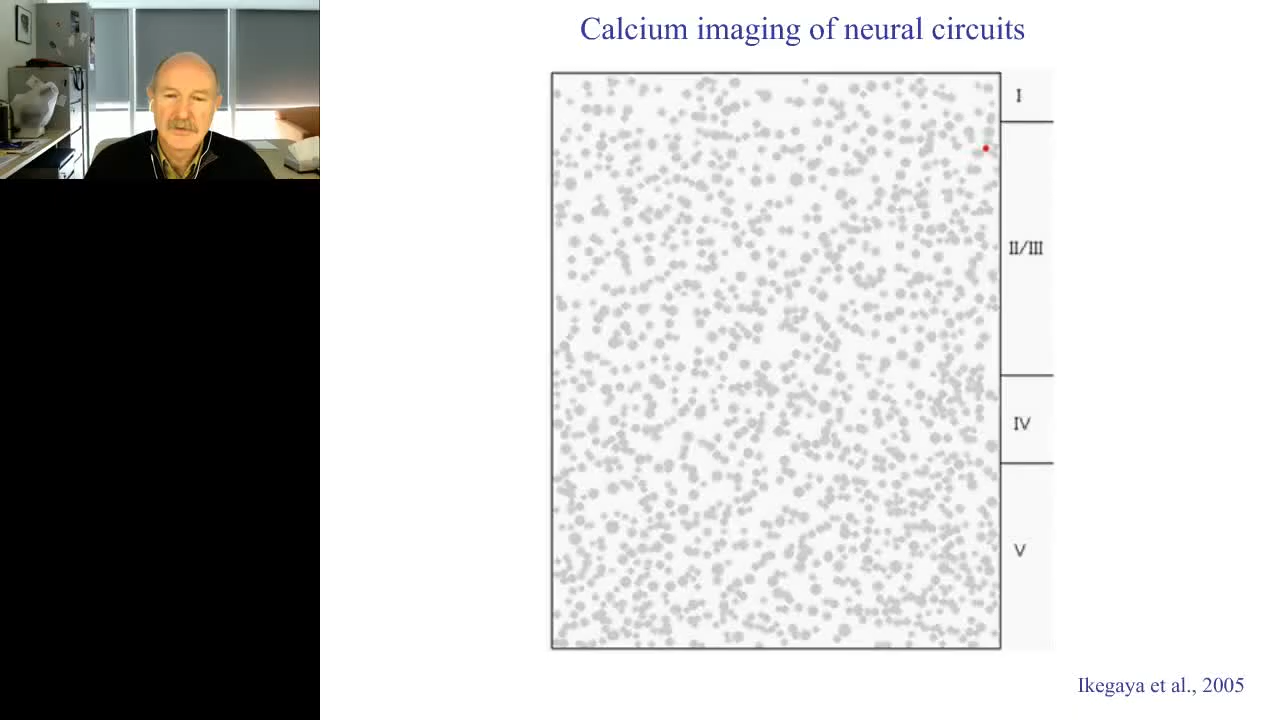 Calcium imaging of neural circuits
I
II/III
IV
V
Ikegaya et al., 2005